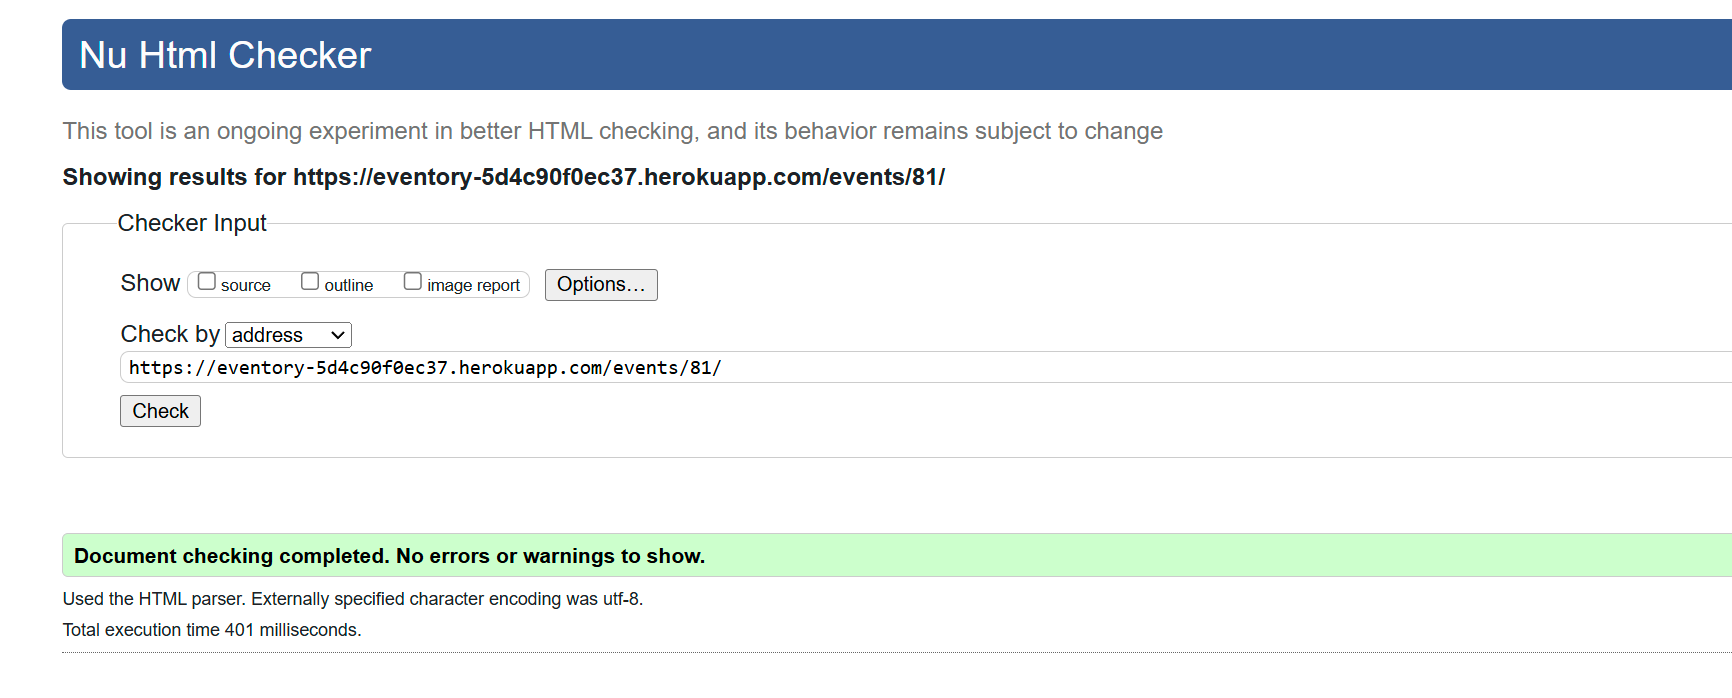 Nu Html Checker
This tool is an ongoing experiment in better HTML checking, and its behavior remains subject to change
Showing results for https://eventory-5d4c90f0ec37.herokuapp.com/events/81/
Checker Input
Show source outline image report Options...
Check by address
https://eventory-5d4c90f0ec37.herokuapp.com/events/81/
Check
Document checking completed. No errors or warnings to show.
Used the HTML parser. Externally specified character encoding was utf-8.
Total execution time 401 milliseconds.